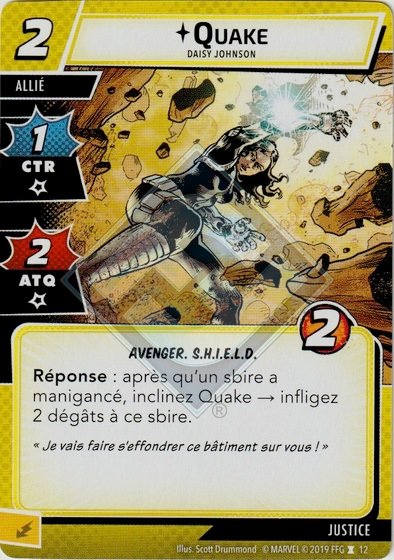 2
Quake
DAISY JOHNSON
ALLIÉ
1
CTR
2
ATQ
2
AVENGER. S.H.I.E.L.D.
Réponse : après qu'un sbire a
manigancé, inclinez Quake → infligez
2 dégâts à ce sbire.
« Je vais faire s'effondrer ce bâtiment sur vous ! »
JUSTICE
Illus. Scott Drummond © MARVEL © 2019 FFG 12